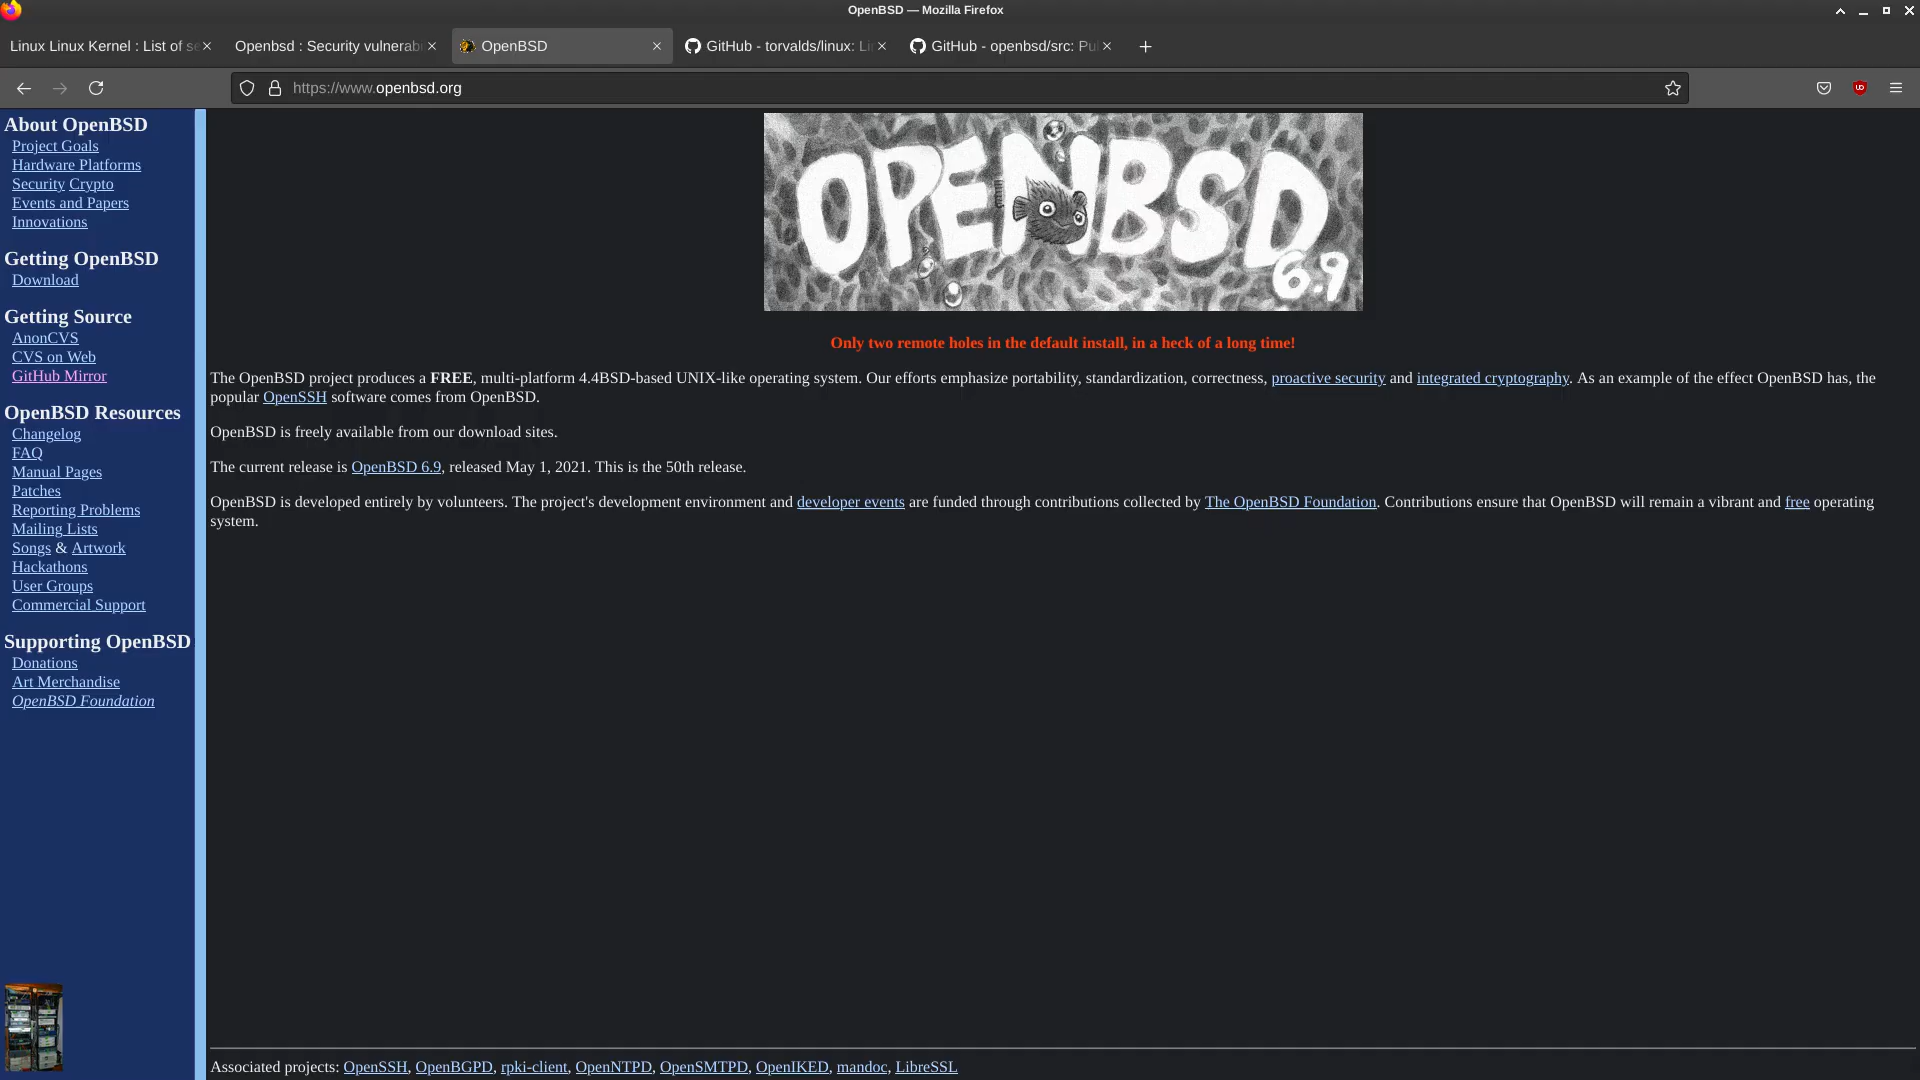 OpenBSD — Mozilla Firefox
Linux Linux Kernel : List of se
Openbsd : Security vulnerab
OpenBSD
GitHub - torvalds/linux: Li
GitHub - openbsd/src: Pu
https://www.openbsd.org
About OpenBSD
Project Goals
Hardware Platforms
Security Crypto
Events and Papers
Innovations
Getting OpenBSD
Download
Getting Source
AnonCVS
CVS on Web
GitHub Mirror
OpenBSD Resources
Changelog
FAQ
Manual Pages
Patches
Reporting Problems
Mailing Lists
Songs & Artwork
Hackathons
User Groups
Commercial Support
Supporting OpenBSD
Donations
Art Merchandise
OpenBSD Foundation
OPENBSD
6.9
Only two remote holes in the default install, in a heck of a long time!
The OpenBSD project produces a FREE, multi-platform 4.4BSD-based UNIX-like operating system. Our efforts emphasize portability, standardization, correctness, proactive security and integrated cryptography. As an example of the effect OpenBSD has, the
popular OpenSSH software comes from OpenBSD.
OpenBSD is freely available from our download sites.
The current release is OpenBSD 6.9, released May 1, 2021. This is the 50th release.
OpenBSD is developed entirely by volunteers. The project's development environment and developer events are funded through contributions collected by The OpenBSD Foundation. Contributions ensure that OpenBSD will remain a vibrant and free operating
system.
Associated projects: OpenSSH, OpenBGPD, rpki-client, OpenNTPD, OpenSMTPD, OpenIKED, mandoc, LibreSSL